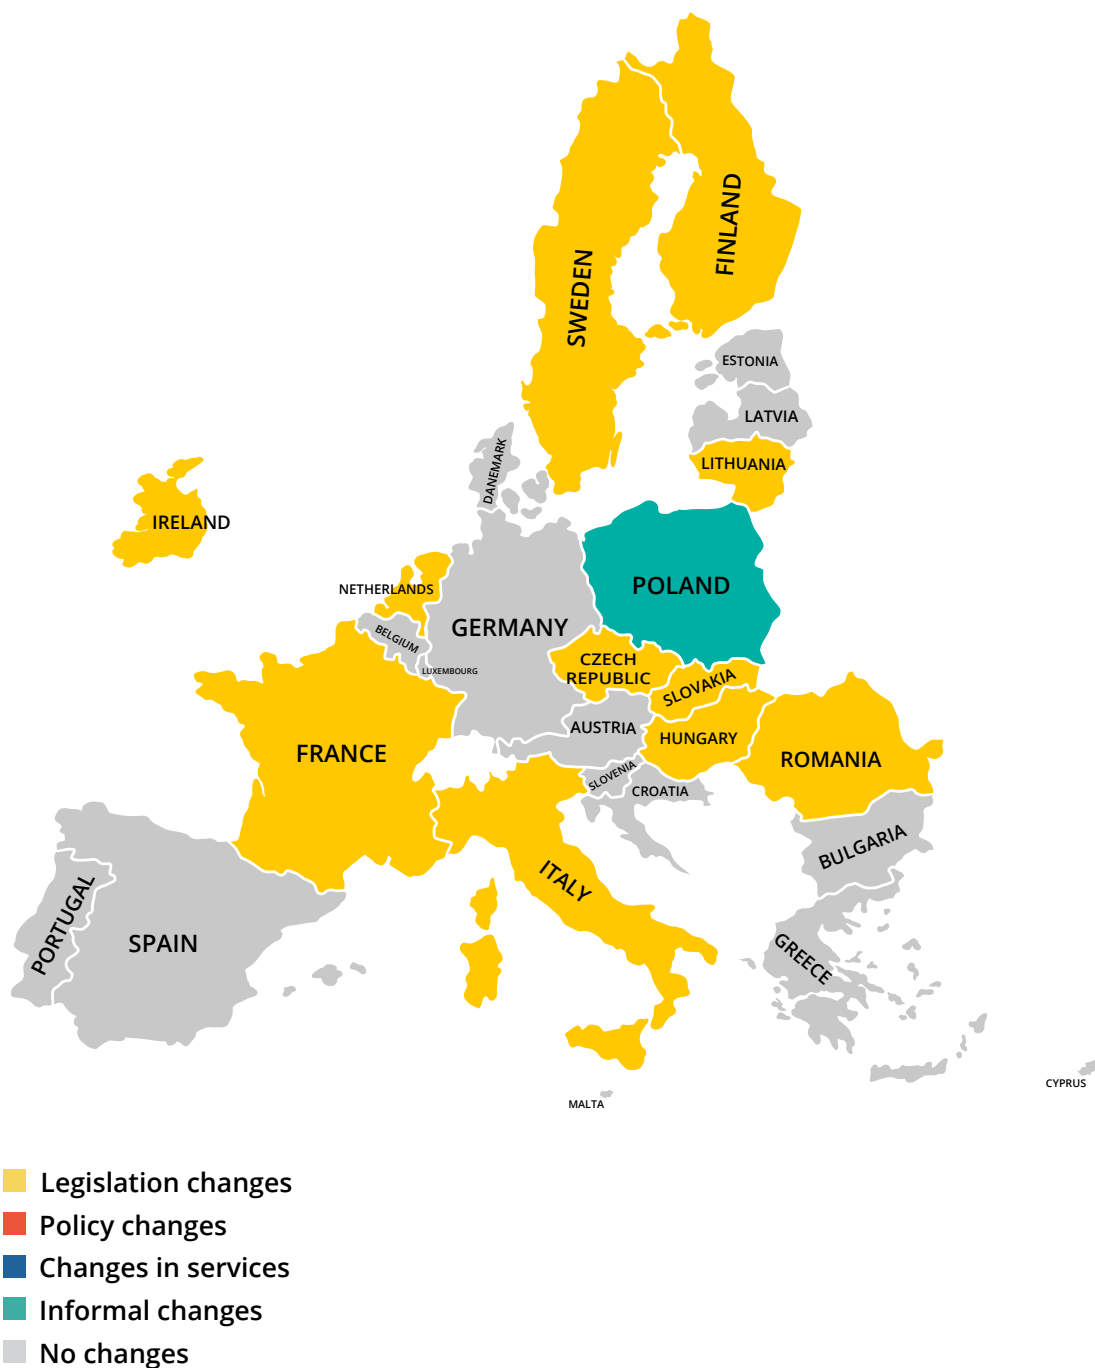 FINLAND
SWEDEN
ESTONIA
LATVIA
DANEMARK
LITHUANIA
IRELAND
POLAND
NETHERLANDS
GERMANY
BELGIUM
CZECH
REPUBLIC
LUXEMBOURG
SLOVAKIA
AUSTRIA
HUNGARY
FRANCE
ROMANIA
SLOVENIA
CROATIA
BULGARIA
ITALY
PORTUGAL
SPAIN
GREECE
CYPRUS
MALTA
Legislation changes
Policy changes
Changes in services
Informal changes
No changes